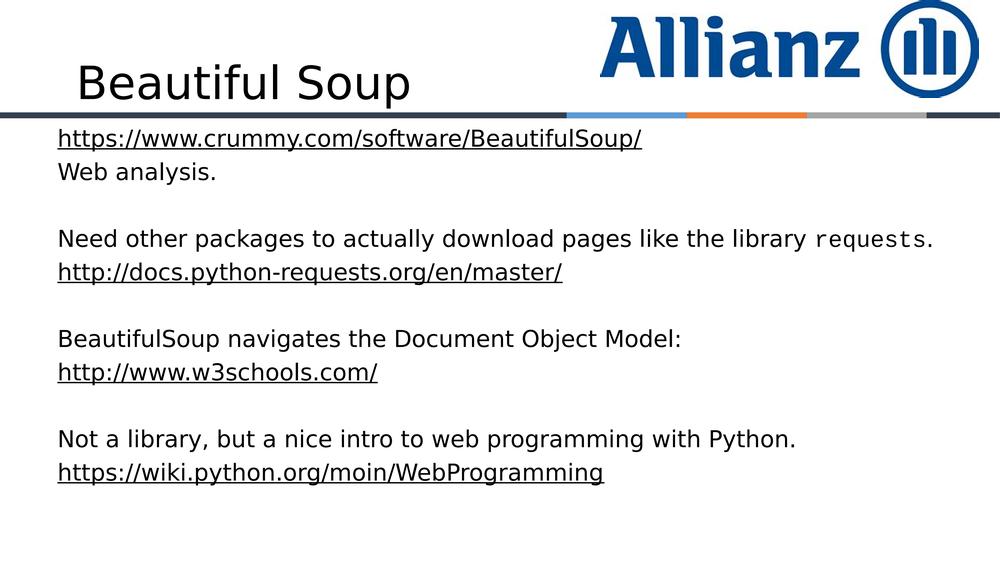 Allianz
Beautiful Soup
https://www.crummy.com/software/BeautifulSoup/
Web analysis.
Need other packages to actually download pages like the library requests.
http://docs.python-requests.org/en/master/
BeautifulSoup navigates the Document Object Model:
http://www.w3schools.com/
Not a library, but a nice intro to web programming with Python.
https://wiki.python.org/moin/WebProgramming